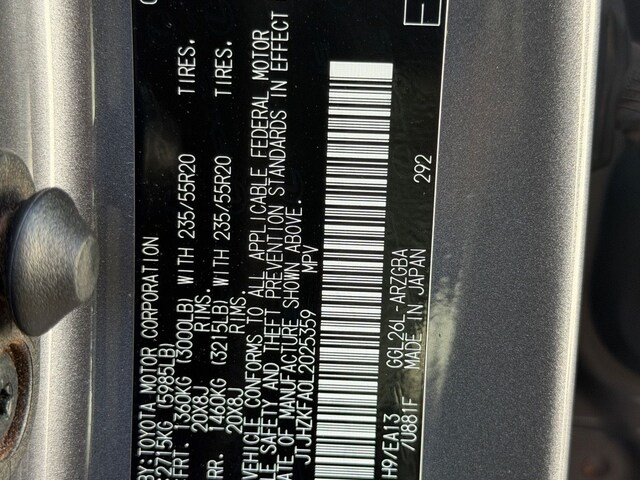 BY:TOYOTA MOTOR CORPORATION
:2715KG (5985LB)
FRT. 1360KG (3000LB) WITH 235/55R20 TIRES.
20X8J RIMS.
RR. 1460KG (3215LB) WITH 235/55R20 TIRES.
20X8J RIMS.
VEHICLE CONFORMS TO ALL APPLICABLE FEDERAL MOTOR
LE SAFETY AND THEFT PREVENTION STANDARDS IN EFFECT
ATE OF MANUFACTURE SHOWN ABOVE.
JTJHZKFA0L2025359 MPV
H9/EA13 GGL26L-ARZGBA
/U881F MADE IN JAPAN 292